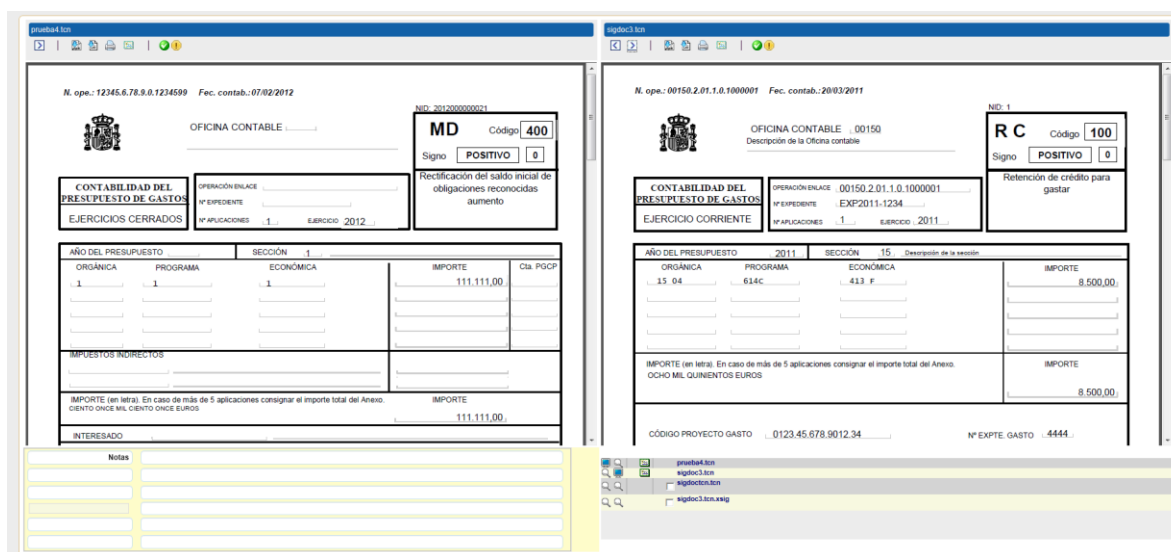 prueba4.tcn
N. ope.: 12345.6.78.9.0.1234599 Fec. contab.:07/02/2012
NID: 2012000000021
OFICINA CONTABLE
MD Código 400
Signo POSITIVO 0
Rectificación del saldo inicial de
obligaciones reconocadas
aumento
CONTABILIDAD DEL
PRESUPUESTO DE GASTOS
EJERCICIOS CERRADOS
OPERACIÓN ENLACE
Nº EXPEDIENTE
Nº APLICACIONES 1 EJERCICIO 2012
AÑO DEL PRESUPUESTO SECCIÓN 1
ORGÁNICA PROGRAMA ECONÓMICA IMPORTE Cta. PGCP
1 1 1 111.111,00
IMPUESTOS INDIRECTOS
IMPORTE (en letra). En caso de más de 5 aplicaciones consignar el importe total del Anexo. IMPORTE
CIENTO ONCE MIL CIENTO ONCE EUROS
111.111,00
INTERESADO
Notas
sigdoc3.tcn
N. ope.: 00150.2.01.1.0.1000001 Fec. contab.:20/03/2011
NID: 1
OFICINA CONTABLE 00150
Descripción de la Oficina contable
R C Código 100
Signo POSITIVO 0
Retención de crédito para
gastar
CONTABILIDAD DEL
PRESUPUESTO DE GASTOS
EJERCICIO CORRIENTE
OPERACIÓN ENLACE 00150.2.01.1.0.1000001
Nº EXPEDIENTE EXP2011-1234
Nº APLICACIONES 1 EJERCICIO 2011
AÑO DEL PRESUPUESTO 2011 SECCIÓN 15 Descripción de la sección
ORGÁNICA PROGRAMA ECONÓMICA IMPORTE
15 04 614C 413 F 8.500,00
IMPORTE (en letra). En caso de más de 5 aplicaciones consignar el importe total del Anexo. IMPORTE
OCHO MIL QUINIENTOS EUROS
8.500,00
CÓDIGO PROYECTO GASTO 0123.45.678.9012.34 Nº EXPTE. GASTO 4444
prueba4.tcn
sigdoc3.tcn
sigdoctcn.tcn
sigdoc3.tcn.xsig